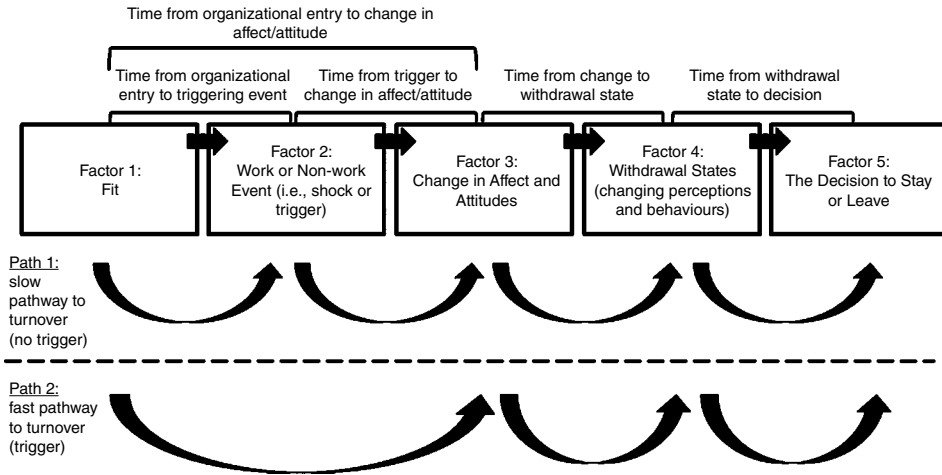 Time from organizational entry to change in
affect/attitude
Time from organizational
entry to triggering event
Time from trigger to
change in affect/attitude
Time from change to
withdrawal state
Time from withdrawal
state to decision
Factor 1:
Fit
Factor 2:
Work or Non-work
Event (i.e., shock or
trigger)
Factor 3:
Change in Affect and
Attitudes
Factor 4:
Withdrawal States
(changing perceptions
and behaviours)
Factor 5:
The Decision to Stay
or Leave
Path 1:
slow
pathway to
turnover
(no trigger)
Path 2:
fast pathway
to turnover
(trigger)